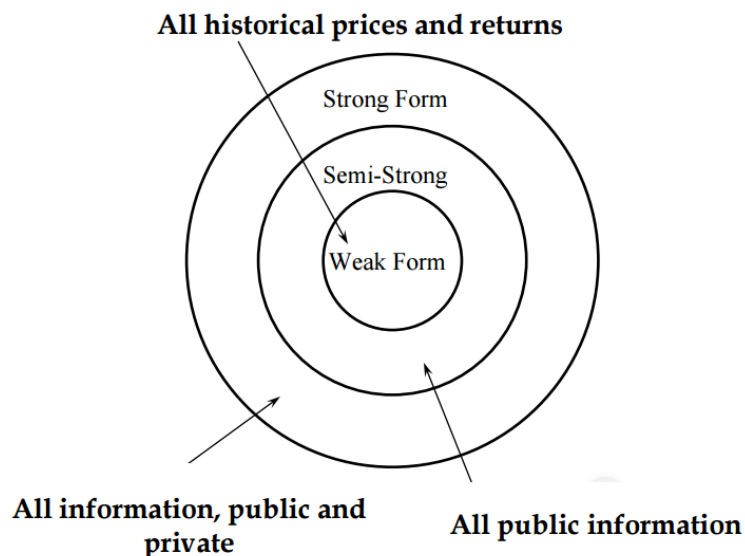 All historical prices and returns
Strong Form
Semi-Strong
Weak Form
All information, public and
private
All public information